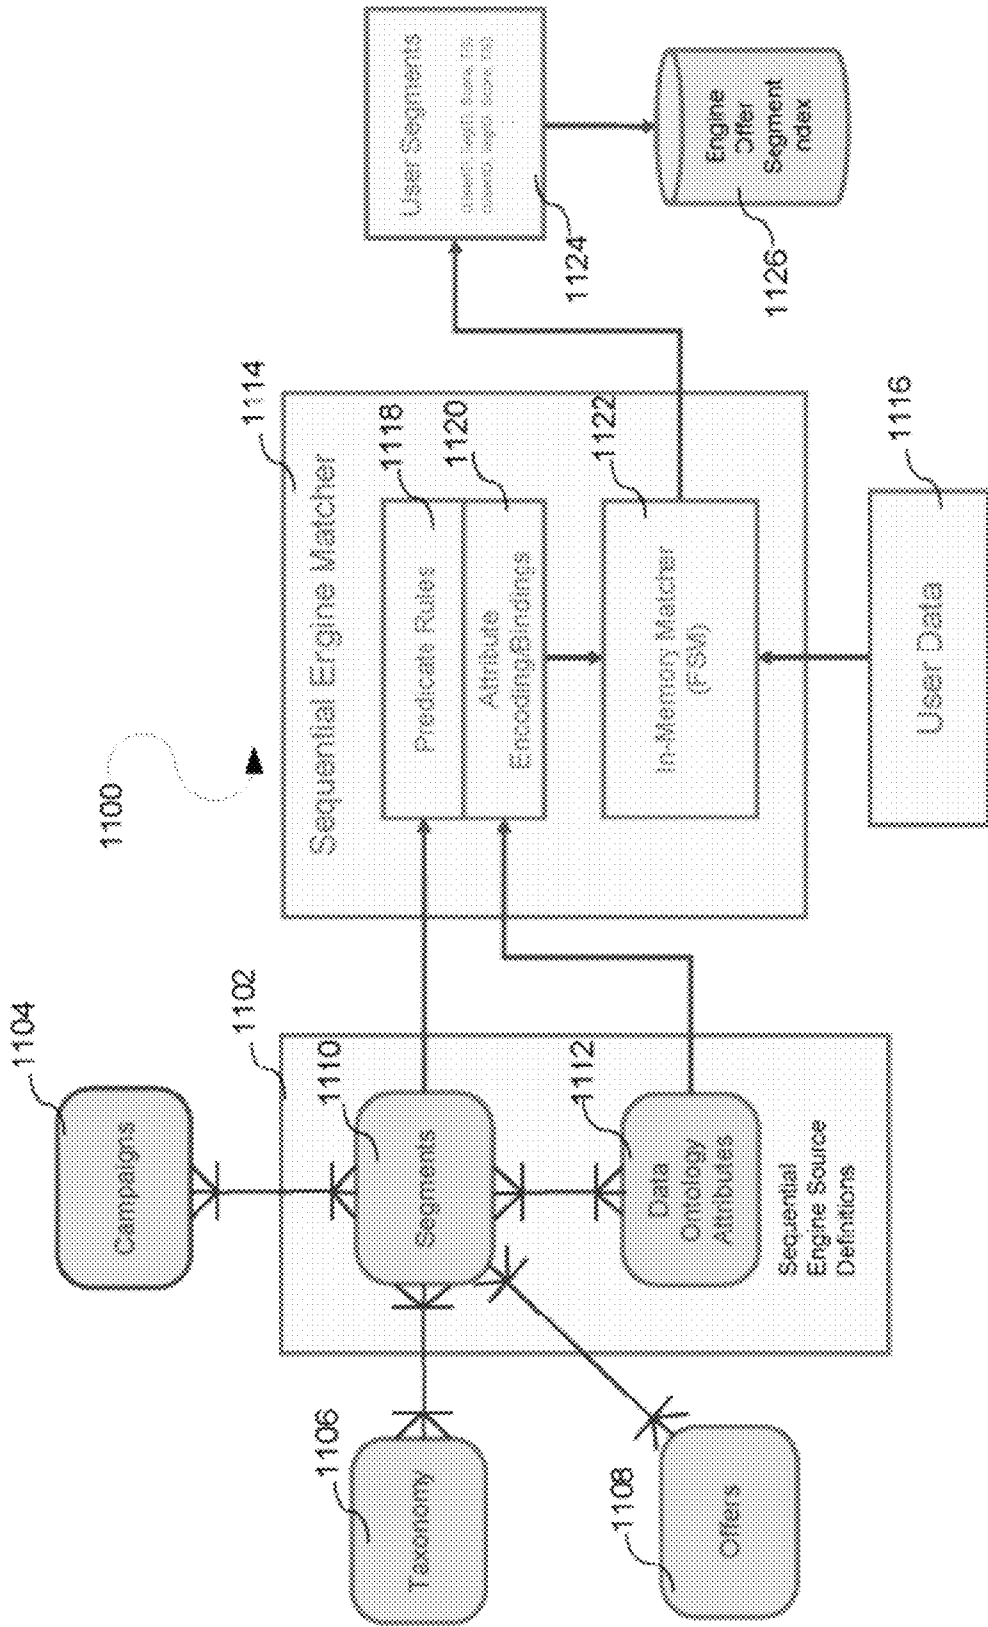 1100
1104
Campaigns
1102
1106
Taxonomy
1110
Segments
1108
Offers
1112
Data
Ontology
Attributes
Sequential
Engine Source
Definitions
1114
Sequential Engine Matcher
Predicate Rules
1118
Attribute
Encoding/Bindings
1120
In-Memory Matcher
(FSM)
1122
User Data
1116
User Segments
1124
Engine
Offer
Segment
Index
1126